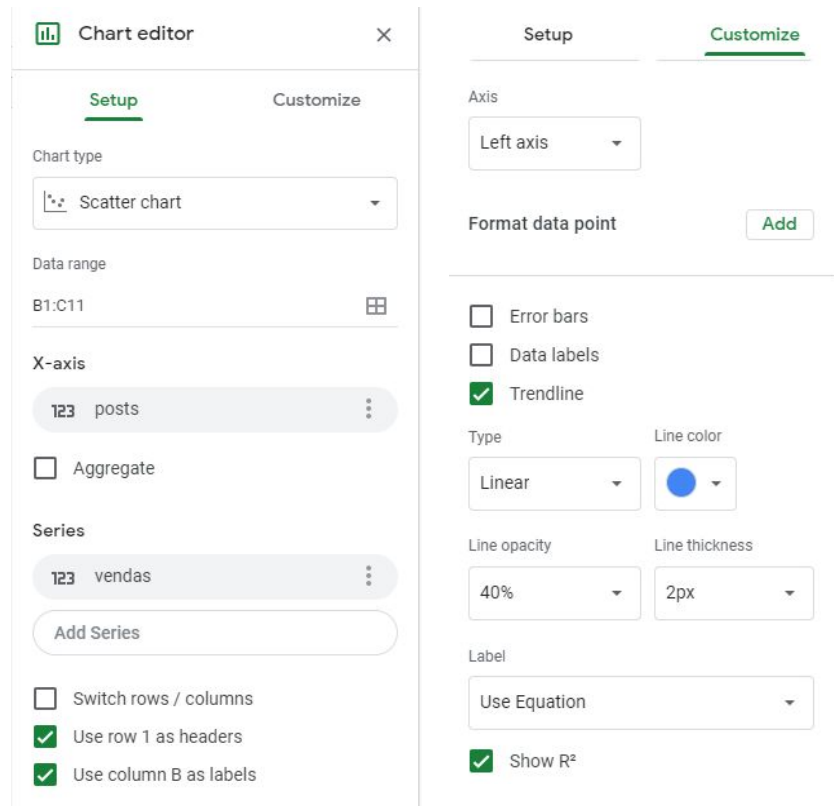 Chart editor
Setup
Customize
Chart type
Scatter chart
Data range
B1:C11
X-axis
123 posts
Aggregate
Series
123 vendas
Add Series
Switch rows / columns
Use row 1 as headers
Use column B as labels
Setup
Customize
Axis
Left axis
Format data point
Add
Error bars
Data labels
Trendline
Type
Line color
Linear
Line opacity
Line thickness
40%
2px
Label
Use Equation
Show R²